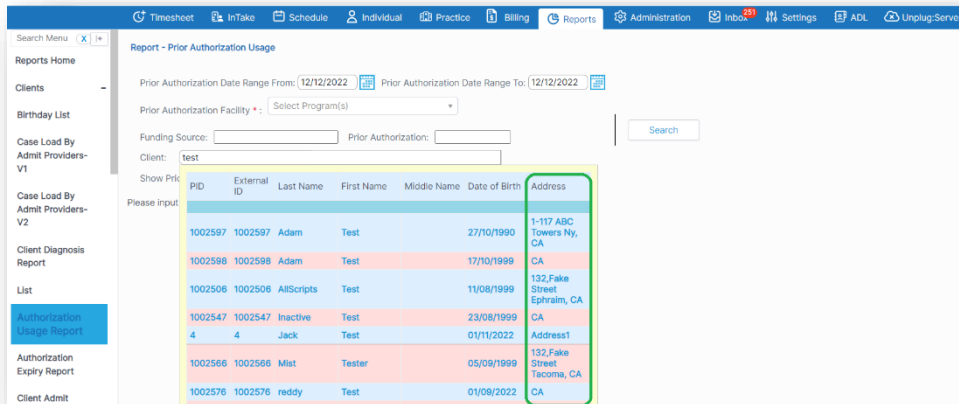 Timesheet InTake Schedule Individual Practice Billing Reports Administration Inbox 251 Settings ADL Unplug:Serve
Search Menu X
Reports Home
Clients –
Birthday List
Case Load By
Admit Providers-
V1
Case Load By
Admit Providers-
V2
Client Diagnosis
Report
List
Authorization
Usage Report
Authorization
Expiry Report
Client Admit
Report - Prior Authorization Usage
Prior Authorization Date Range From: 12/12/2022 Prior Authorization Date Range To: 12/12/2022
Prior Authorization Facility * : Select Program(s)
Funding Source: Prior Authorization: Search
Client: test
Show Pric
Please input
PID External ID Last Name First Name Middle Name Date of Birth Address
1002597 1002597 Adam Test 27/10/1990 1-117 ABC
Towers Ny,
CA
1002598 1002598 Adam Test 17/10/1999 CA
1002506 1002506 AllScripts Test 11/08/1999 132,Fake
Street
Ephraim, CA
1002547 1002547 Inactive Test 23/08/1999 CA
4 4 Jack Test 01/11/2022 Address1
1002566 1002566 Mist Tester 05/09/1999 132,Fake
Street
Tacoma, CA
1002576 1002576 reddy Test 01/09/2022 CA